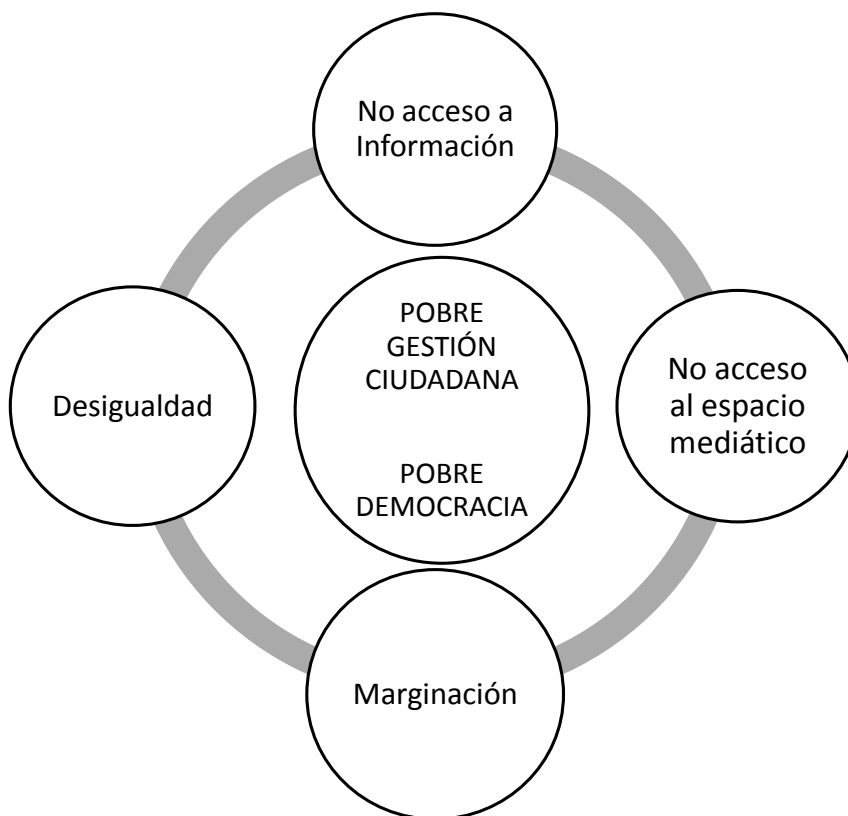 No acceso a
Información
POBRE
GESTIÓN
CIUDADANA
POBRE
DEMOCRACIA
Desigualdad
No acceso
al espacio
mediático
Marginación